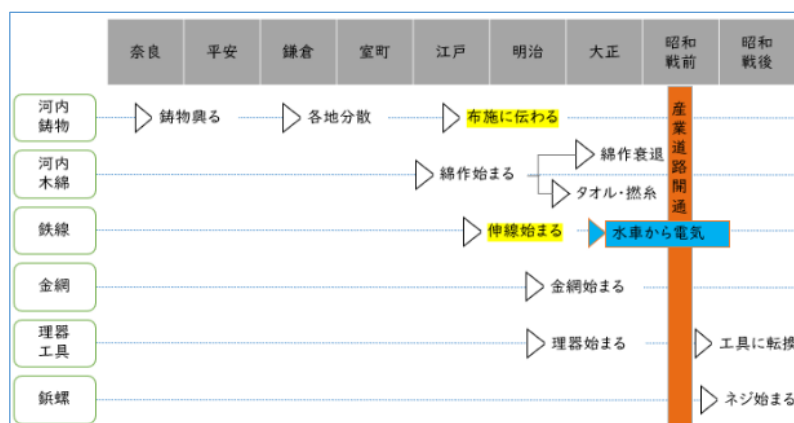 奈良 平安 鎌倉 室町 江戸 明治 大正 昭和戦前 昭和戦後
河内鋳物 鋳物興る 各地分散 布施に伝わる
河内木綿 綿作始まる 綿作衰退 タオル・撚糸
鉄線 伸線始まる 水車から電気
金網 金網始まる
理器工具 理器始まる 工具に転換
鋲螺 ネジ始まる
産業道路開通